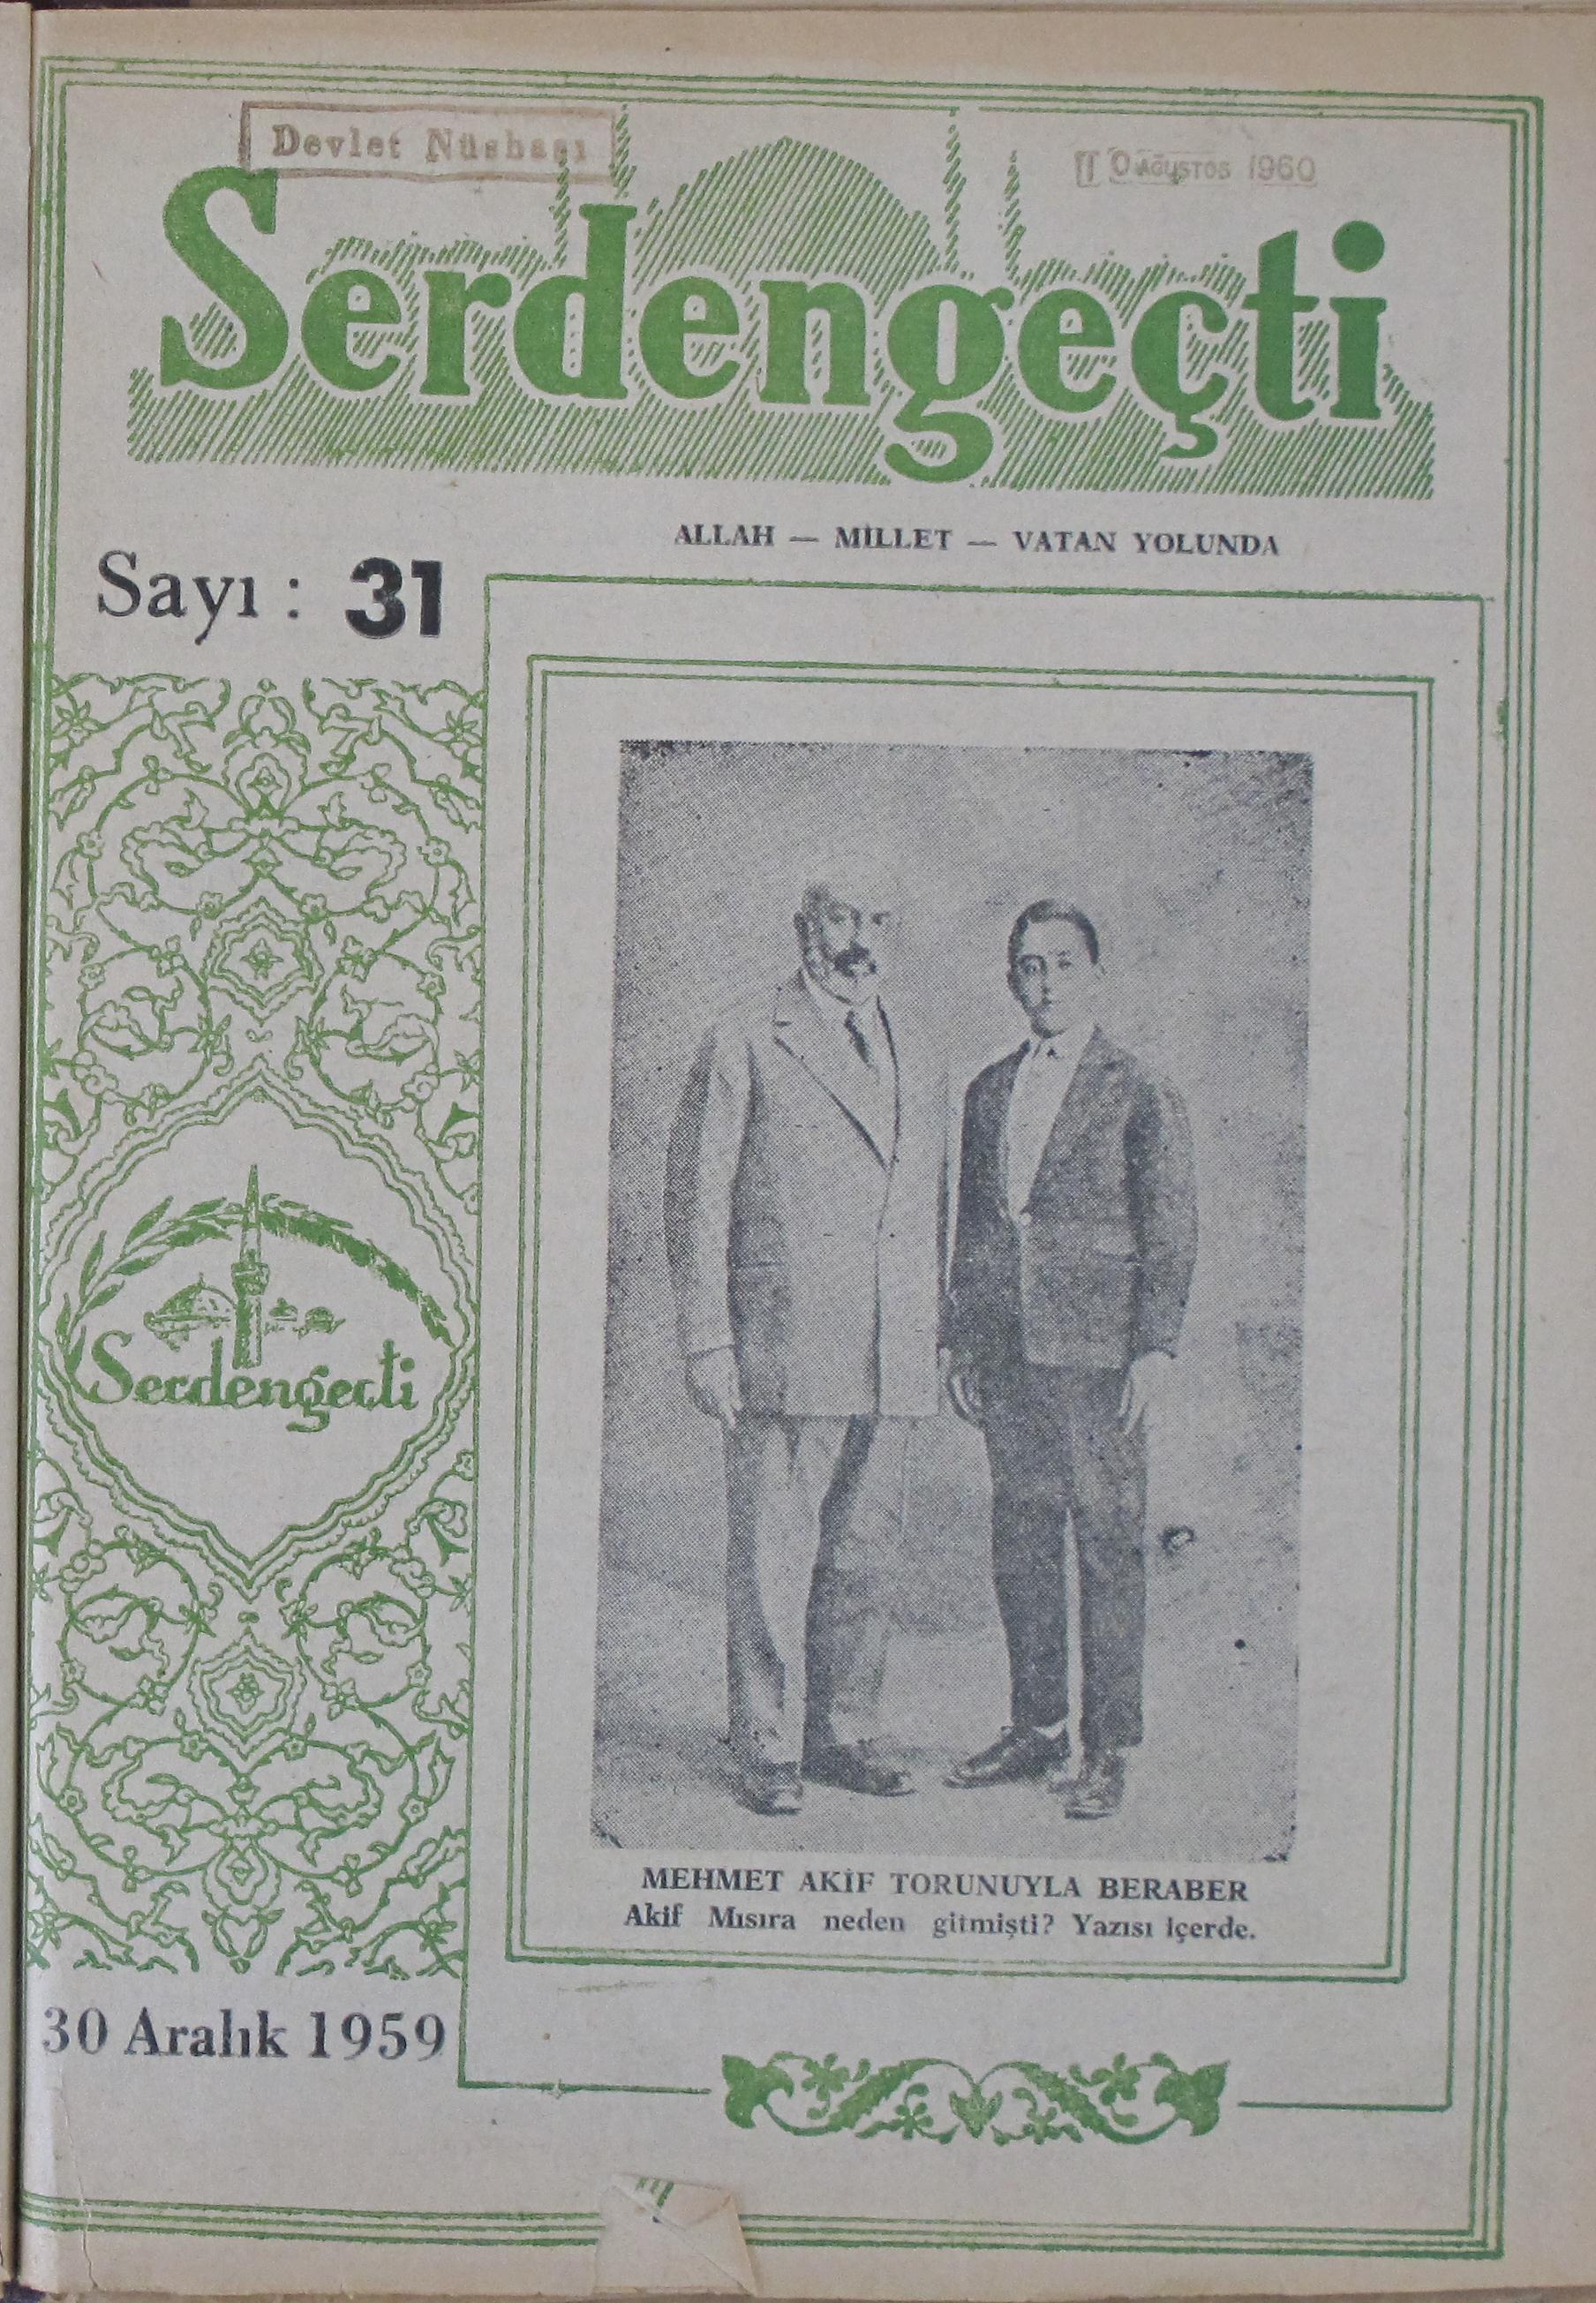 Devlet Nüshası
10 AĞUSTOS 1960
Serdengeçti
ALLAH — MİLLET — VATAN YOLUNDA
Sayı : 31
Serdengeçti
MEHMET AKİF TORUNUYLA BERABER
Akif Mısıra neden gitmişti? Yazısı içerde.
30 Aralık 1959